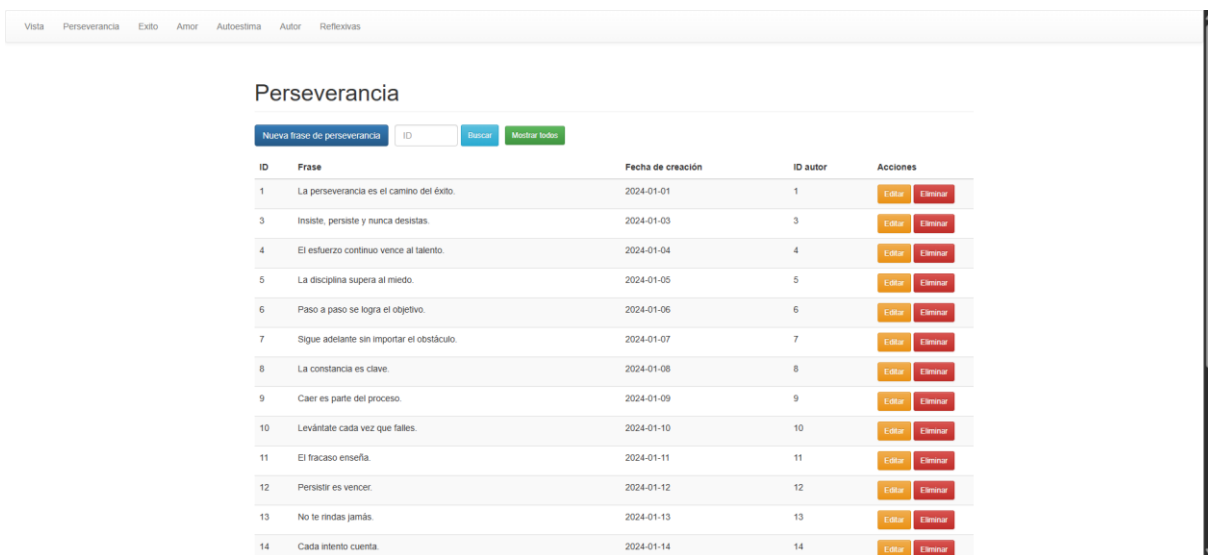 Vista Perseverancia Exito Amor Autoestima Autor Reflexivas
Perseverancia
Nueva frase de perseverancia ID Buscar Mostrar todos
ID Frase Fecha de creación ID autor Acciones
1 La perseverancia es el camino del éxito. 2024-01-01 1 Editar Eliminar
3 Insiste, persiste y nunca desistas. 2024-01-03 3 Editar Eliminar
4 El esfuerzo continuo vence al talento. 2024-01-04 4 Editar Eliminar
5 La disciplina supera al miedo. 2024-01-05 5 Editar Eliminar
6 Paso a paso se logra el objetivo. 2024-01-06 6 Editar Eliminar
7 Sigue adelante sin importar el obstáculo. 2024-01-07 7 Editar Eliminar
8 La constancia es clave. 2024-01-08 8 Editar Eliminar
9 Caer es parte del proceso. 2024-01-09 9 Editar Eliminar
10 Levántate cada vez que falles. 2024-01-10 10 Editar Eliminar
11 El fracaso enseña. 2024-01-11 11 Editar Eliminar
12 Persistir es vencer. 2024-01-12 12 Editar Eliminar
13 No te rindas jamás. 2024-01-13 13 Editar Eliminar
14 Cada intento cuenta. 2024-01-14 14 Editar Eliminar